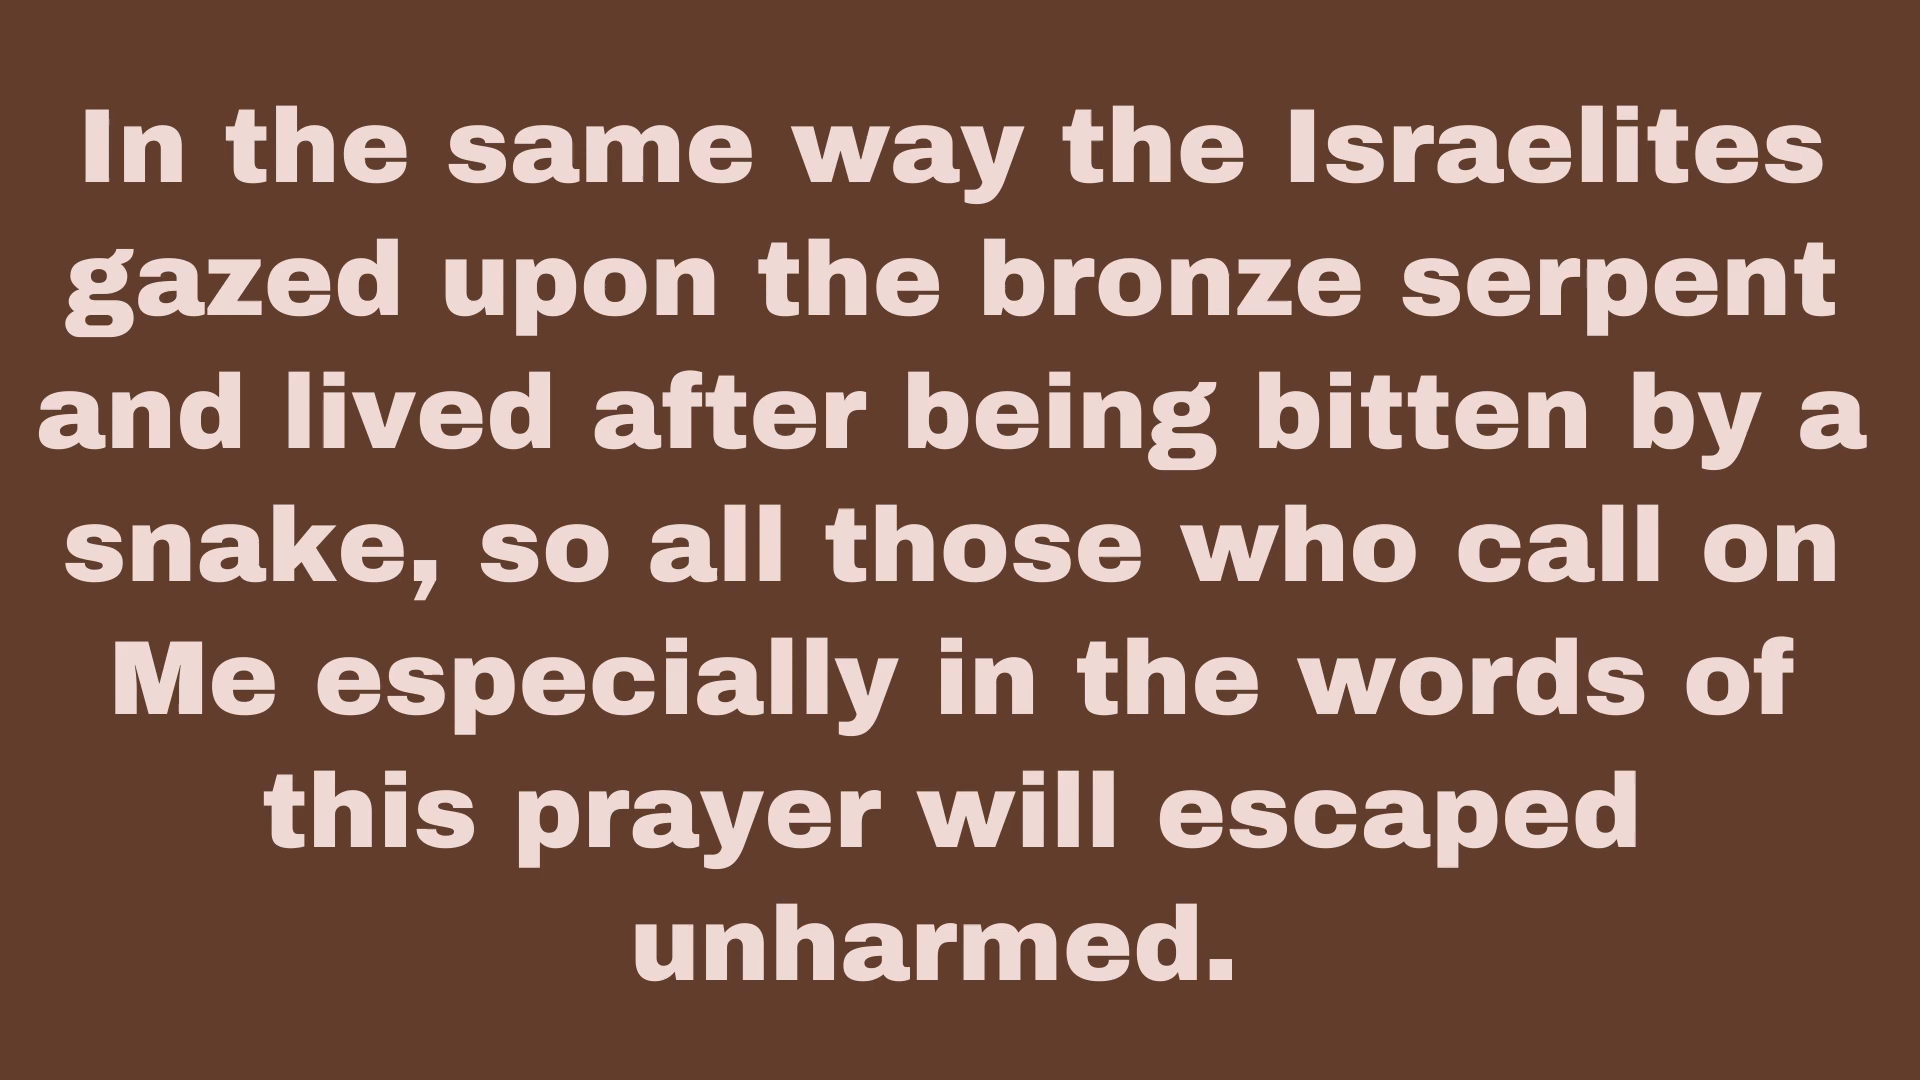 In the same way the Israelites
gazed upon the bronze serpent
and lived after being bitten by a
snake, so all those who call on
Me especially in the words of
this prayer will escaped
unharmed.